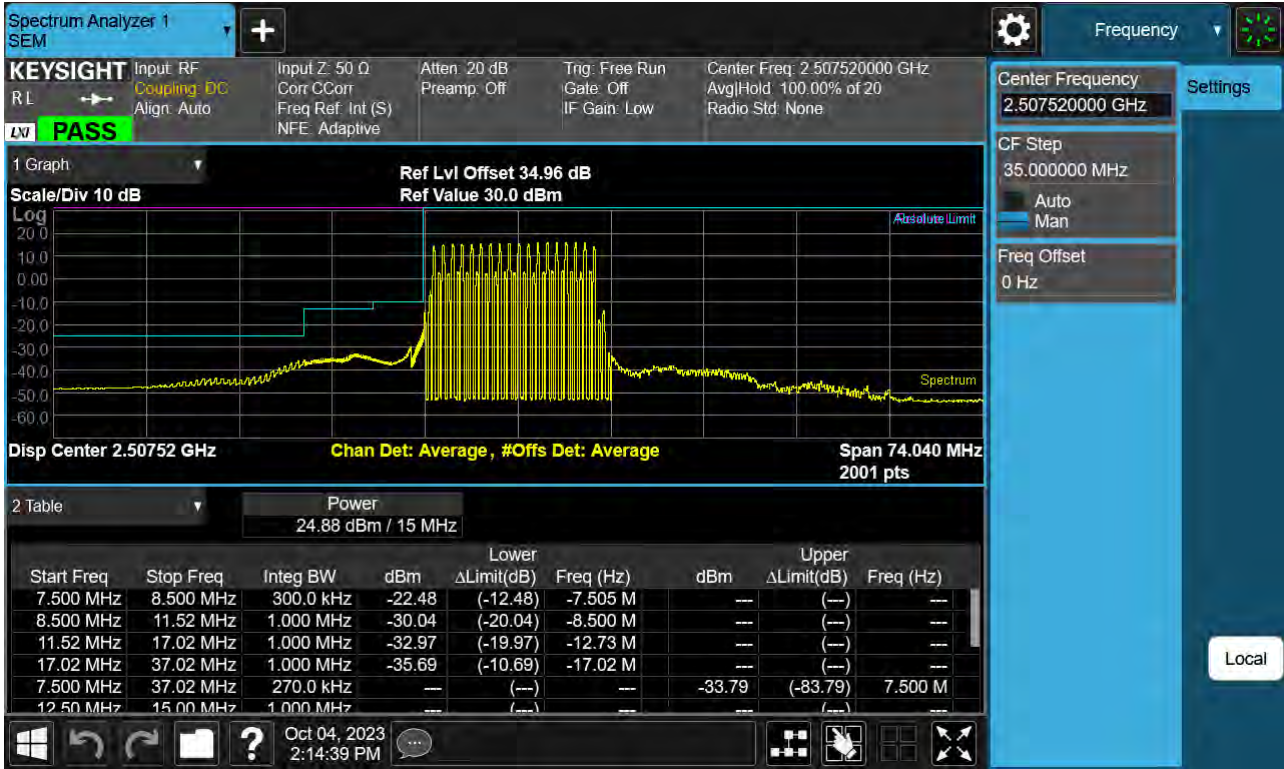 Spectrum Analyzer 1
SEM
Frequency
KEYSIGHT
R L
LXI
PASS
Input: RF
Coupling: DC
Align: Auto
Input Z: 50 Ω
Corr CCorr
Freq Ref: Int (S)
NFE: Adaptive
Atten: 20 dB
Preamp: Off
Trig: Free Run
Gate: Off
IF Gain: Low
Center Freq: 2.507520000 GHz
Avg|Hold: 100.00% of 20
Radio Std: None
Center Frequency
2.507520000 GHz
Settings
CF Step
35.000000 MHz
Auto
Man
Freq Offset
0 Hz
1 Graph
Scale/Div 10 dB
Ref Lvl Offset 34.96 dB
Ref Value 30.0 dBm
Log
20.0
10.0
0.00
-10.0
-20.0
-30.0
-40.0
-50.0
-60.0
Absolute Limit
Spectrum
Disp Center 2.50752 GHz
Chan Det: Average, #Offs Det: Average
Span 74.040 MHz
2001 pts
2 Table
Power
24.88 dBm / 15 MHz
Lower Upper
Start Freq Stop Freq Integ BW dBm ΔLimit(dB) Freq (Hz) dBm ΔLimit(dB) Freq (Hz)
7.500 MHz 8.500 MHz 300.0 kHz -22.48 (-12.48) -7.505 M --- (---) ---
8.500 MHz 11.52 MHz 1.000 MHz -30.04 (-20.04) -8.500 M --- (---) ---
11.52 MHz 17.02 MHz 1.000 MHz -32.97 (-19.97) -12.73 M --- (---) ---
17.02 MHz 37.02 MHz 1.000 MHz -35.69 (-10.69) -17.02 M --- (---) ---
7.500 MHz 37.02 MHz 270.0 kHz --- (---) --- -33.79 (-83.79) 7.500 M
12.50 MHz 15.00 MHz 1.000 MHz --- (---) --- --- (---) ---
Local
Oct 04, 2023
2:14:39 PM